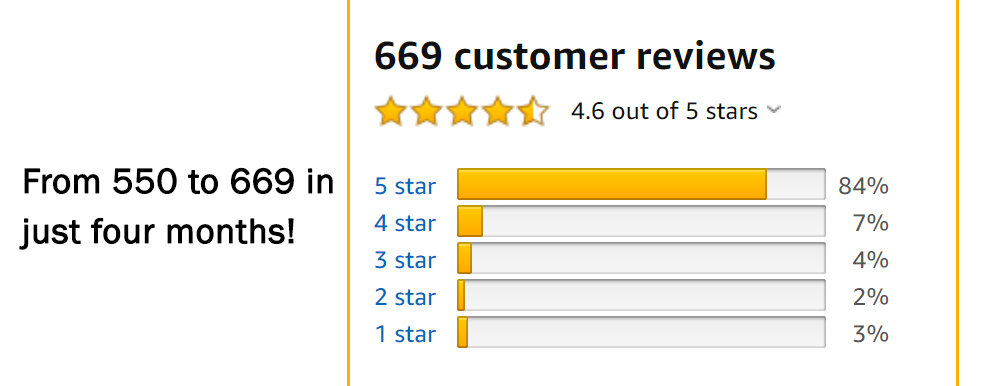 From 550 to 669 in
just four months!
669 customer reviews
4.6 out of 5 stars
5 star 84%
4 star 7%
3 star 4%
2 star 2%
1 star 3%